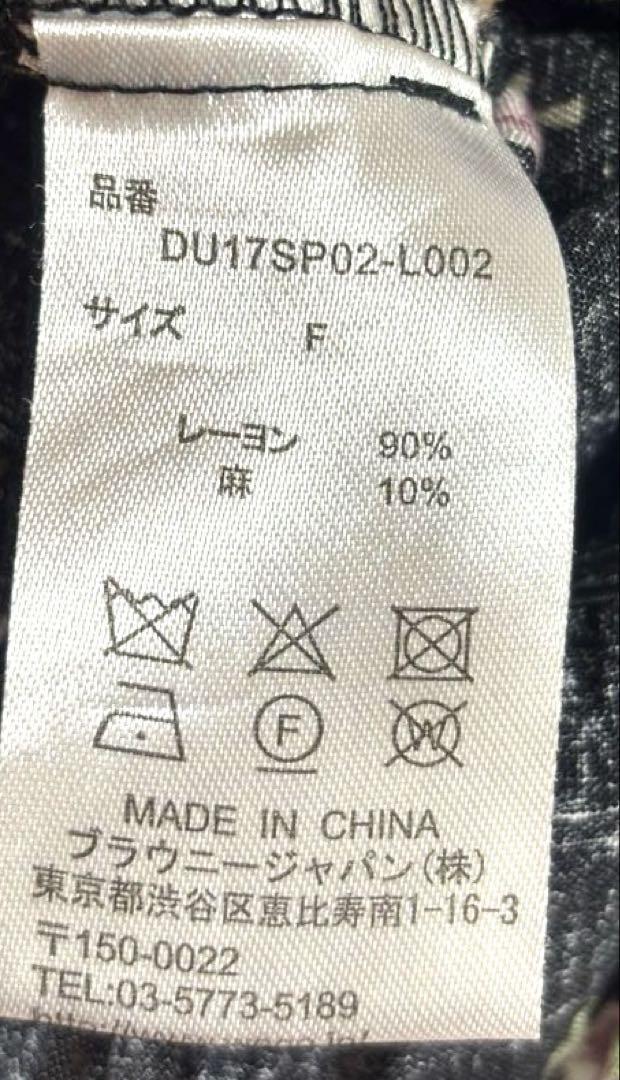 品番
DU17SP02-L002
サイズ F
レーヨン 90%
麻 10%
F
W
MADE IN CHINA
ブラウニージャパン(株)
東京都渋谷区恵比寿南1-16-3
〒150-0022
TEL:03-5773-5189